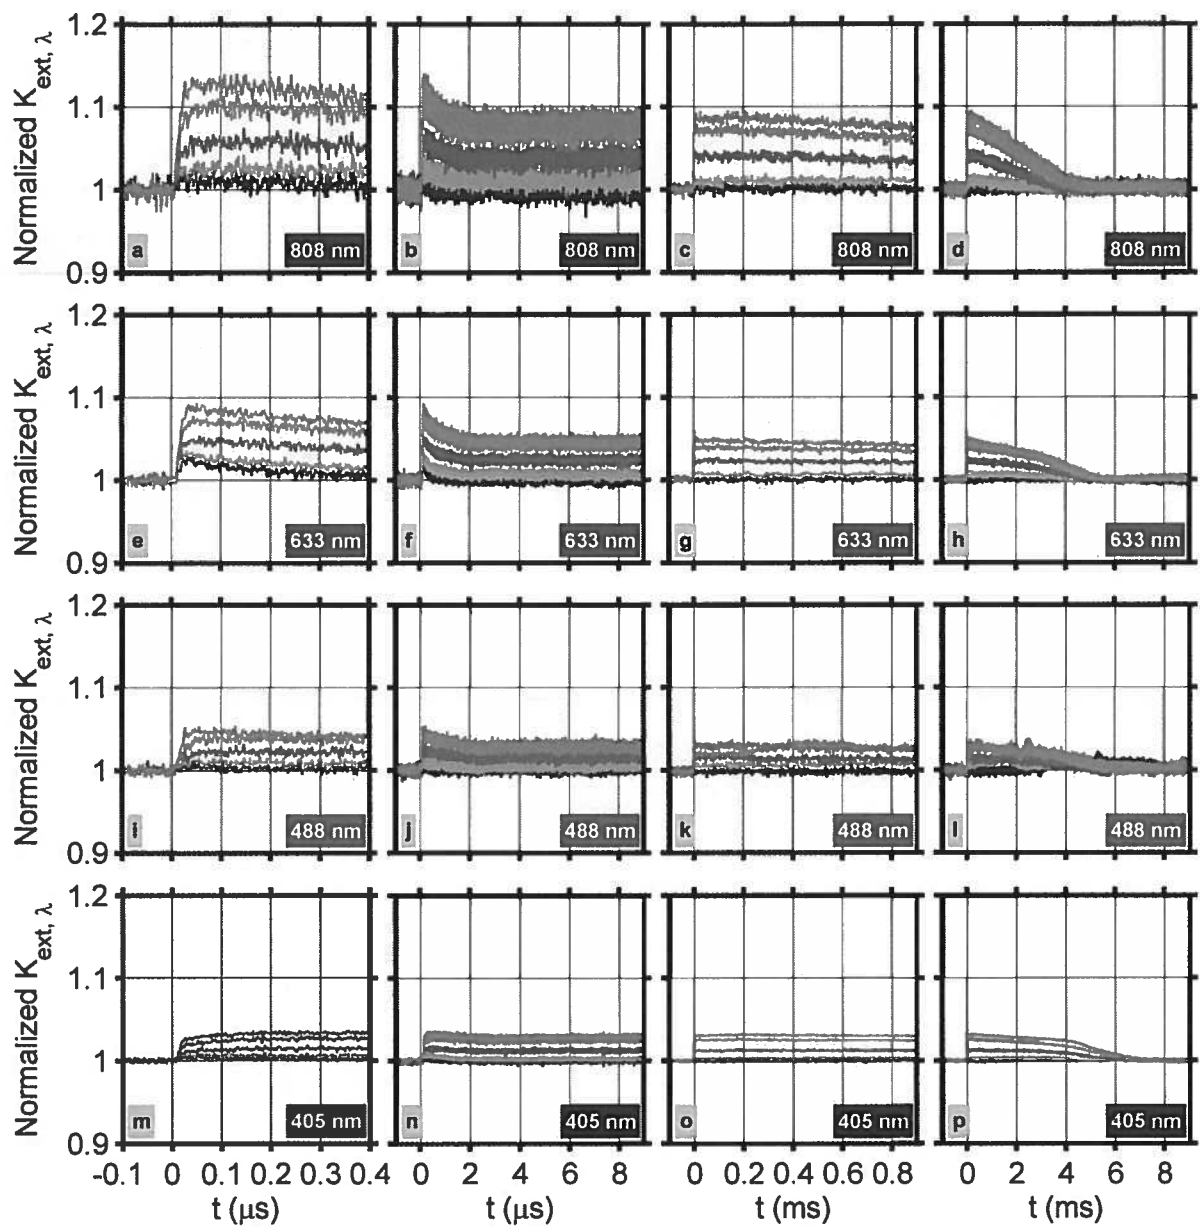 Normalized K_ext, λ
1.2
1.1
1
0.9
a 808 nm
b 808 nm
c 808 nm
d 808 nm
Normalized K_ext, λ
1.2
1.1
1
0.9
e 633 nm
f 633 nm
g 633 nm
h 633 nm
Normalized K_ext, λ
1.2
1.1
1
0.9
i 488 nm
j 488 nm
k 488 nm
l 488 nm
Normalized K_ext, λ
1.2
1.1
1
0.9
m 405 nm
n 405 nm
o 405 nm
p 405 nm
-0.1 0 0.1 0.2 0.3 0.4
0 2 4 6 8
0 0.2 0.4 0.6 0.8
0 2 4 6 8
t (μs)
t (μs)
t (ms)
t (ms)